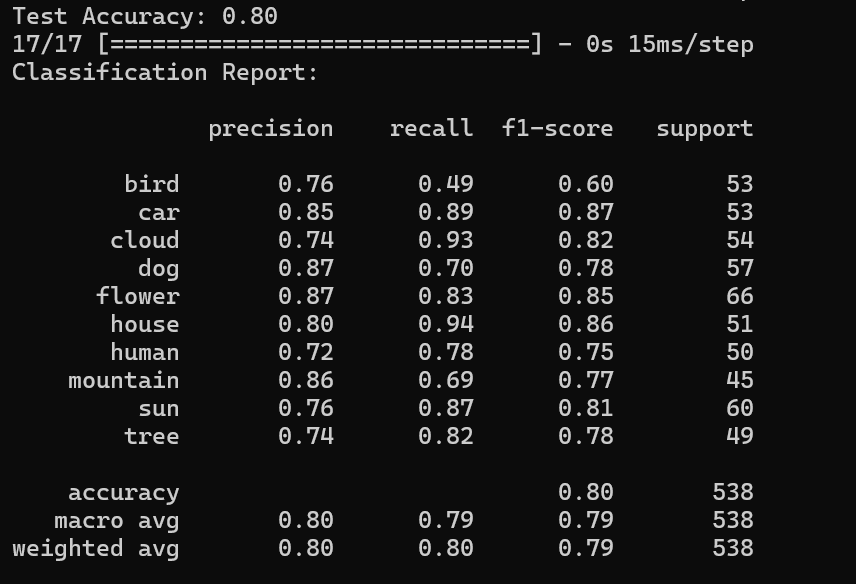 Test Accuracy: 0.80
17/17 [==============================] - 0s 15ms/step
Classification Report:
precision recall f1-score support
bird 0.76 0.49 0.60 53
car 0.85 0.89 0.87 53
cloud 0.74 0.93 0.82 54
dog 0.87 0.70 0.78 57
flower 0.87 0.83 0.85 66
house 0.80 0.94 0.86 51
human 0.72 0.78 0.75 50
mountain 0.86 0.69 0.77 45
sun 0.76 0.87 0.81 60
tree 0.74 0.82 0.78 49
accuracy 0.80 538
macro avg 0.80 0.79 0.79 538
weighted avg 0.80 0.80 0.79 538